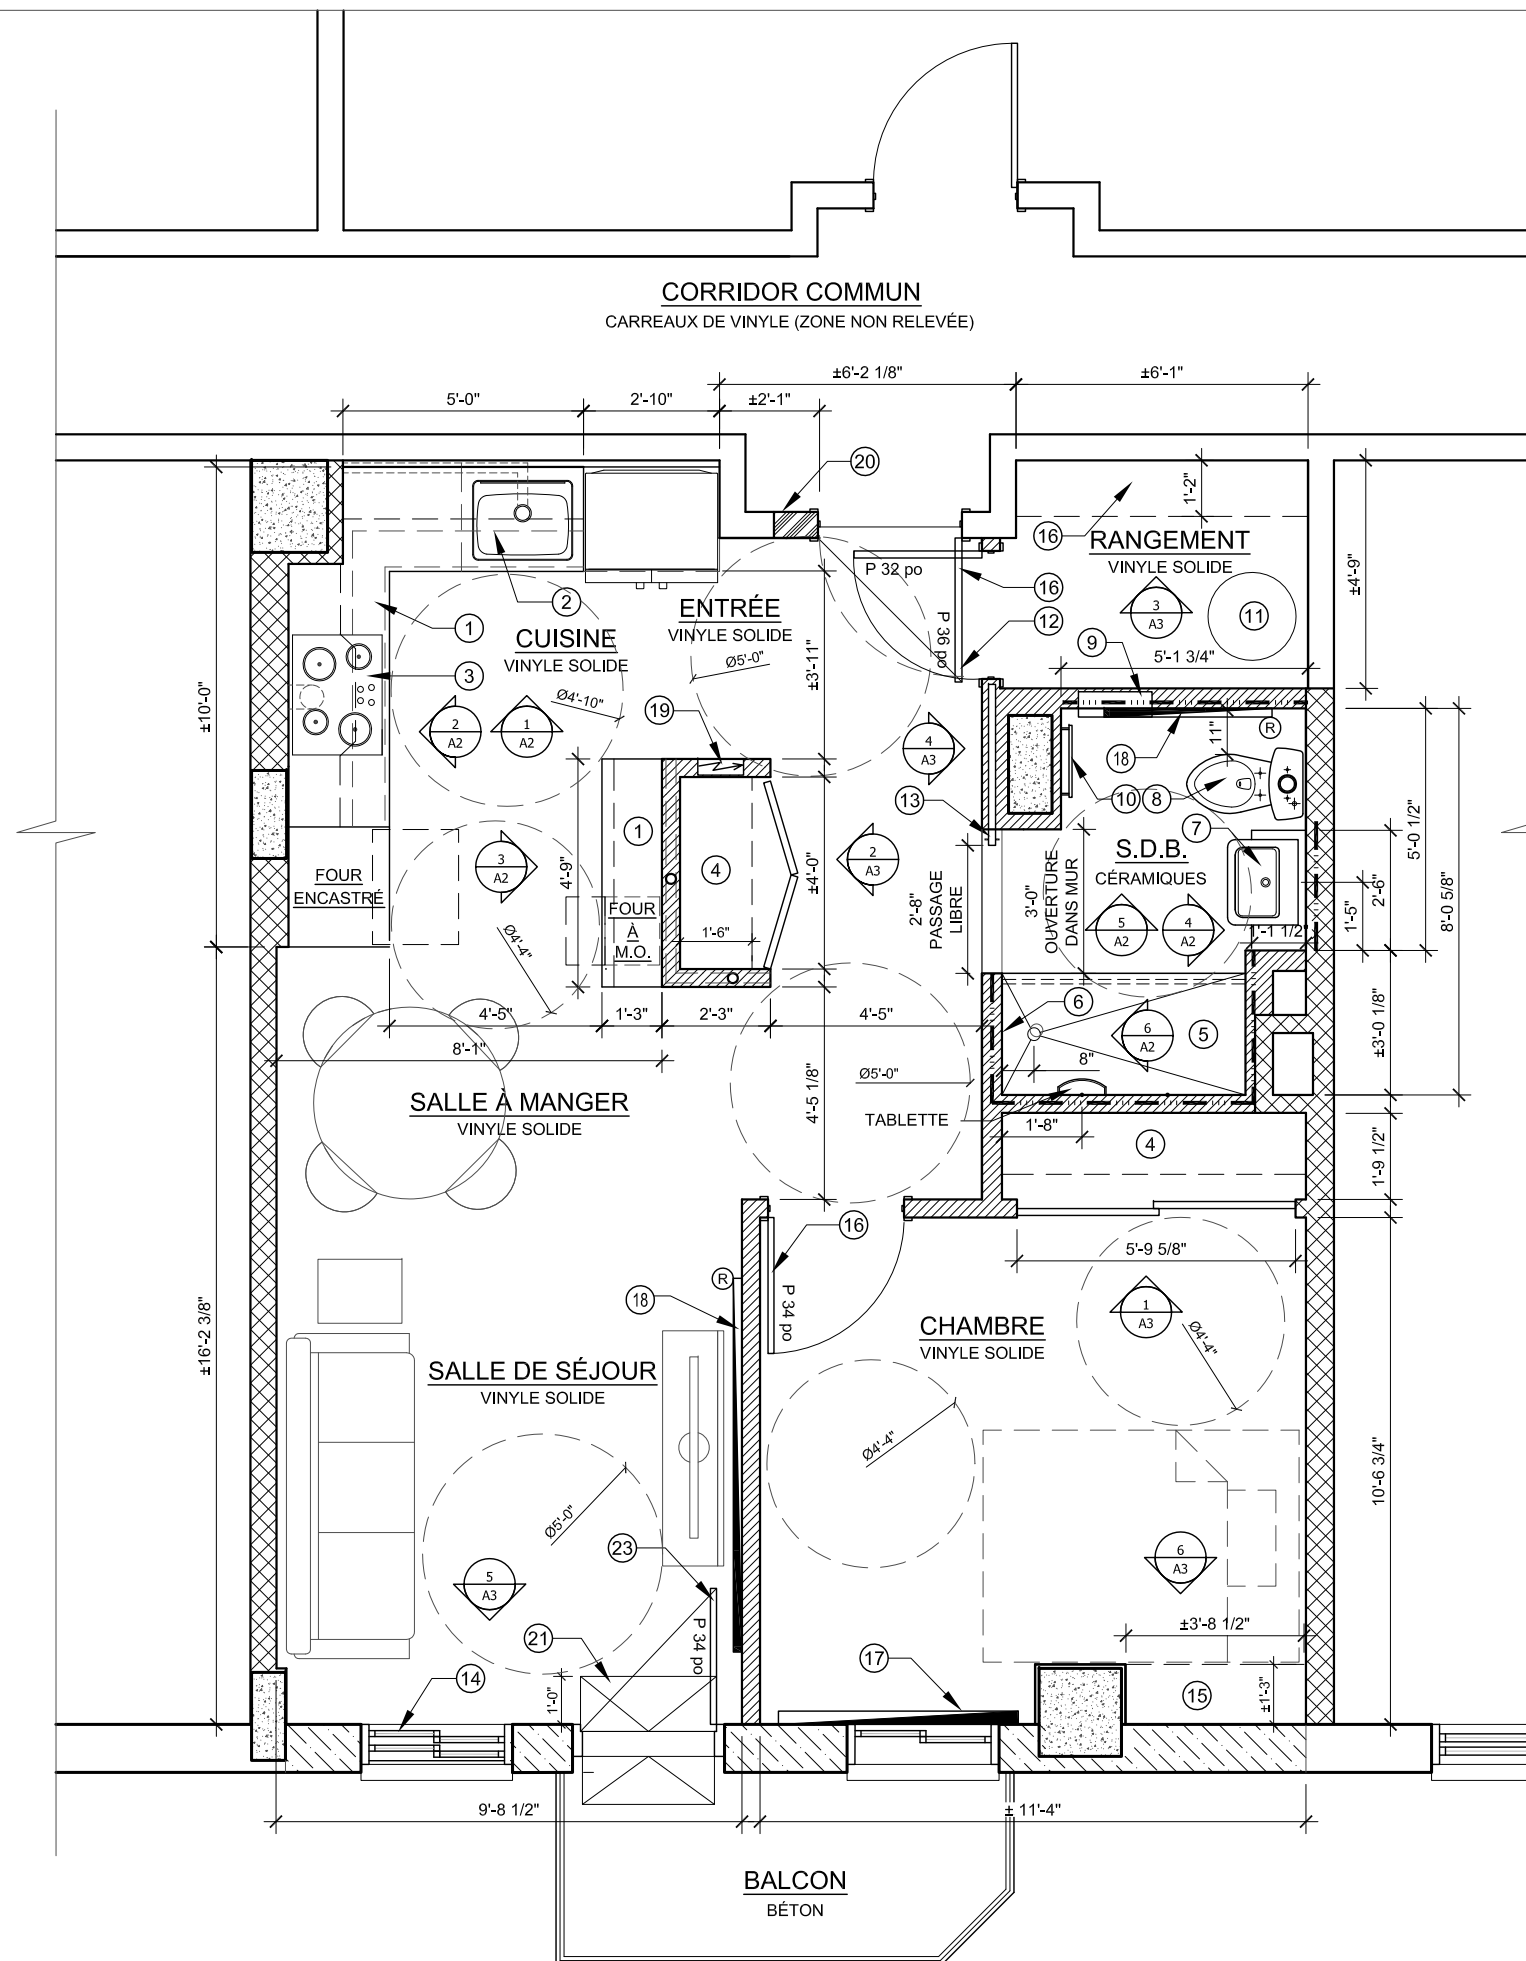 CORRIDOR COMMUN
CARREAUX DE VINYLE (ZONE NON RELEVÉE)
±6'-2 1/8"
±6'-1"
5'-0"
2'-10"
±2'-1"
20
1'-2"
16
RANGEMENT
VINYLE SOLIDE
±4'-9"
P 32 po
16
3
A3
11
12
P 36 po
9
5'-1 3/4"
2
1
ENTRÉE
VINYLE SOLIDE
CUISINE
VINYLE SOLIDE
Ø5'-0"
±3'-11"
3
Ø4'-10"
±10'-0"
19
2
A2
1
A2
4
A3
R
18
11"
10
8
13
7
5'-0 1/2"
S.D.B.
CÉRAMIQUES
1
4
±4'-0"
2
A3
3
A2
4'-9"
FOUR
ENCASTRÉ
FOUR
À
M.O.
1'-6"
Ø4'-4"
2'-8"
PASSAGE
LIBRE
3'-0"
OUVERTURE
DANS MUR
5
A2
4
A2
1'-1 1/2"
1'-5"
2'-6"
8'-0 5/8"
4'-5"
1'-3"
2'-3"
4'-5"
6
6
A2
5
±3'-0 1/8"
8'-1"
8"
Ø5'-0"
SALLE À MANGER
VINYLE SOLIDE
4'-5 1/8"
TABLETTE
1'-8"
4
1'-9 1/2"
16
5'-9 5/8"
R
18
P 34 po
1
A3
CHAMBRE
VINYLE SOLIDE
Ø4'-4"
±16'-2 3/8"
SALLE DE SÉJOUR
VINYLE SOLIDE
Ø4'-4"
10'-6 3/4"
Ø5'-0"
23
5
A3
6
A3
21
P 34 po
±3'-8 1/2"
14
1'-0"
17
15
±1'-3"
9'-8 1/2"
± 11'-4"
BALCON
BÉTON